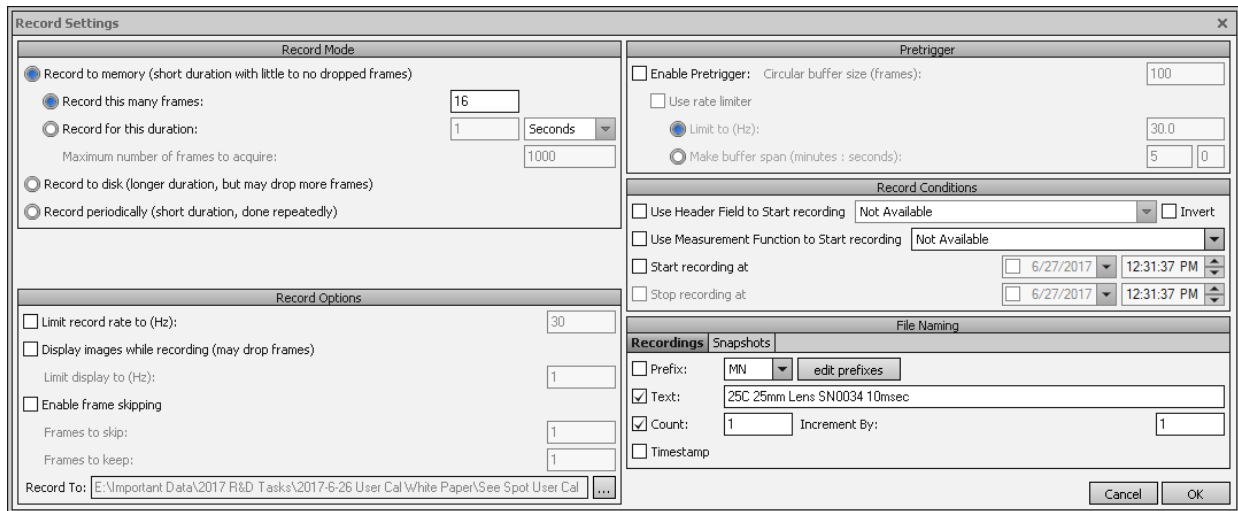 Record Settings
Record Mode
Record to memory (short duration with little to no dropped frames)
Record this many frames: 16
Record for this duration: 1 Seconds
Maximum number of frames to acquire: 1000
Record to disk (longer duration, but may drop more frames)
Record periodically (short duration, done repeatedly)
Record Options
Limit record rate to (Hz): 30
Display images while recording (may drop frames)
Limit display to (Hz): 1
Enable frame skipping
Frames to skip: 1
Frames to keep: 1
Record To: E:\Important Data\2017 R&D Tasks\2017-6-26 User Cal White Paper\See Spot User Cal ...
Pretrigger
Enable Pretrigger: Circular buffer size (frames): 100
Use rate limiter
Limit to (Hz): 30.0
Make buffer span (minutes : seconds): 5 0
Record Conditions
Use Header Field to Start recording Not Available Invert
Use Measurement Function to Start recording Not Available
Start recording at 6/27/2017 12:31:37 PM
Stop recording at 6/27/2017 12:31:37 PM
File Naming
Recordings Snapshots
Prefix: MN edit prefixes
Text: 25C 25mm Lens SN0034 10msec
Count: 1 Increment By: 1
Timestamp
Cancel OK